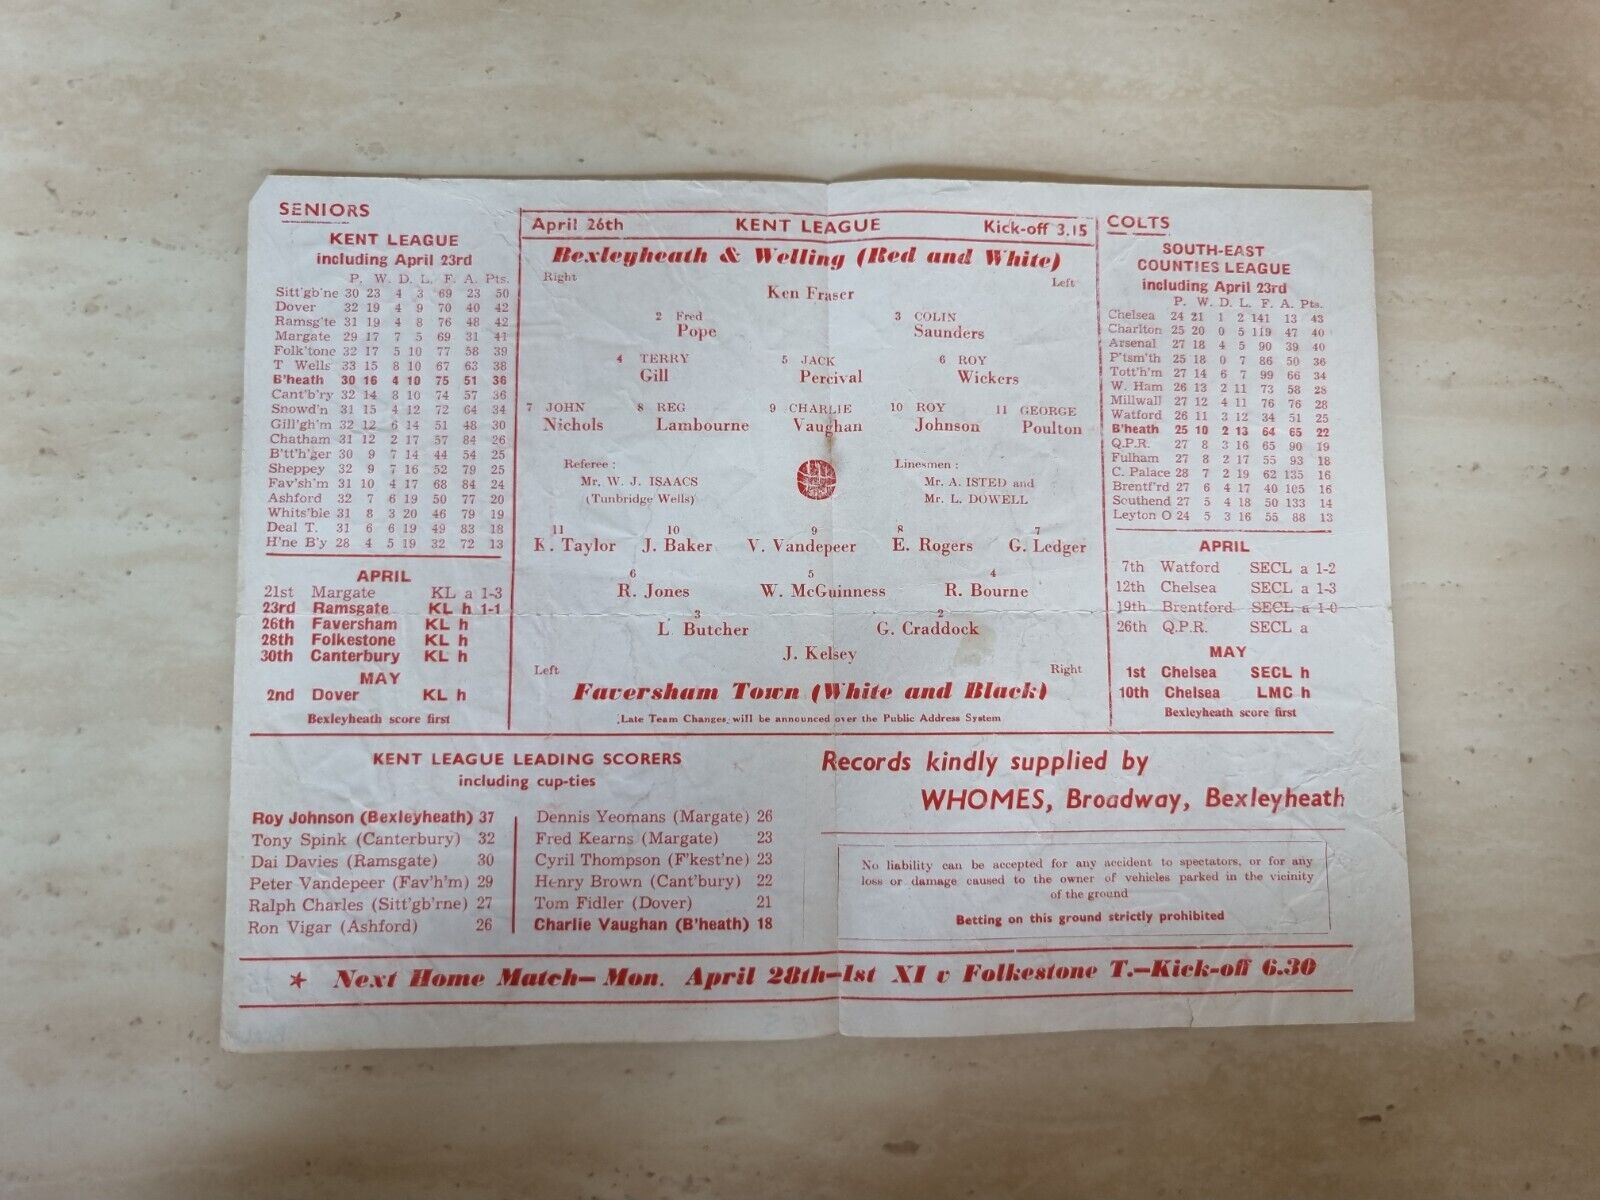 SENIORS
KENT LEAGUE
including April 23rd
P. W. D. L. F. A. Pts.
Sitt'gb'ne 30 23 4 3 69 23 50
Dover 32 19 4 9 70 40 42
Ramsg'te 31 19 4 8 76 48 42
Margate 29 17 7 5 69 31 41
Folk'tone 32 17 5 10 77 58 39
T Wells 33 15 8 10 67 63 38
B'heath 30 16 4 10 75 51 36
Cant'b'ry 32 14 8 10 74 57 36
Snowd'n 31 15 4 12 72 64 34
Gill'gh'm 32 12 6 14 51 48 30
Chatham 31 12 2 17 57 84 26
B'tt'h'ger 30 9 7 14 44 54 25
Sheppey 32 9 7 16 52 79 25
Fav'sh'm 31 10 4 17 68 84 24
Ashford 32 7 6 19 50 77 20
Whits'ble 31 8 3 20 46 79 19
Deal T. 31 6 6 19 49 83 18
H'ne B'y 28 4 5 19 32 72 13
APRIL
21st Margate KL a 1-3
23rd Ramsgate KL h 1-1
26th Faversham KL h
28th Folkestone KL h
30th Canterbury KL h
MAY
2nd Dover KL h
Bexleyheath score first
April 26th KENT LEAGUE Kick-off 3.15
Bexleyheath & Welling (Red and White)
Right Left
Ken Fraser
2 Fred 3 COLIN
Pope Saunders
4 TERRY 5 JACK 6 ROY
Gill Percival Wickers
7 JOHN 8 REG 9 CHARLIE 10 ROY 11 GEORGE
Nichols Lambourne Vaughan Johnson Poulton
Referee : Linesmen :
Mr. W. J. ISAACS Mr. A. ISTED and
(Tunbridge Wells) Mr. L. DOWELL
11 10 9 8 7
K. Taylor J. Baker V. Vandepeer E. Rogers G. Ledger
6 5 4
R. Jones W. McGuinness R. Bourne
3 2
L. Butcher G. Craddock
J. Kelsey
Left Right
Faversham Town (White and Black)
Late Team Changes will be announced over the Public Address System
COLTS
SOUTH-EAST
COUNTIES LEAGUE
including April 23rd
P. W. D. L. F. A. Pts.
Chelsea 24 21 1 2 141 13 43
Charlton 25 20 0 5 119 47 40
Arsenal 27 18 4 5 90 39 40
P'tsm'th 25 18 0 7 86 50 36
Tott'h'm 27 14 6 7 99 66 34
W. Ham 26 13 2 11 73 58 28
Millwall 27 12 4 11 76 76 28
Watford 26 11 3 12 34 51 25
B'heath 25 10 2 13 64 65 22
Q.P.R. 27 8 3 16 65 90 19
Fulham 27 8 2 17 55 93 18
C. Palace 28 7 2 19 62 135 16
Brentf'rd 27 6 4 17 40 105 16
Southend 27 5 4 18 50 133 14
Leyton O 24 5 3 16 55 88 13
APRIL
7th Watford SECL a 1-2
12th Chelsea SECL a 1-3
19th Brentford SECL a 1-0
26th Q.P.R. SECL a
MAY
1st Chelsea SECL h
10th Chelsea LMC h
Bexleyheath score first
KENT LEAGUE LEADING SCORERS
including cup-ties
Roy Johnson (Bexleyheath) 37
Tony Spink (Canterbury) 32
Dai Davies (Ramsgate) 30
Peter Vandepeer (Fav'h'm) 29
Ralph Charles (Sitt'gb'rne) 27
Ron Vigar (Ashford) 26
Dennis Yeomans (Margate) 26
Fred Kearns (Margate) 23
Cyril Thompson (F'kest'ne) 23
Henry Brown (Cant'bury) 22
Tom Fidler (Dover) 21
Charlie Vaughan (B'heath) 18
Records kindly supplied by
WHOMES, Broadway, Bexleyheath
No liability can be accepted for any accident to spectators, or for any
loss or damage caused to the owner of vehicles parked in the vicinity
of the ground
Betting on this ground strictly prohibited
★ Next Home Match—Mon. April 28th—1st XI v Folkestone T.—Kick-off 6.30